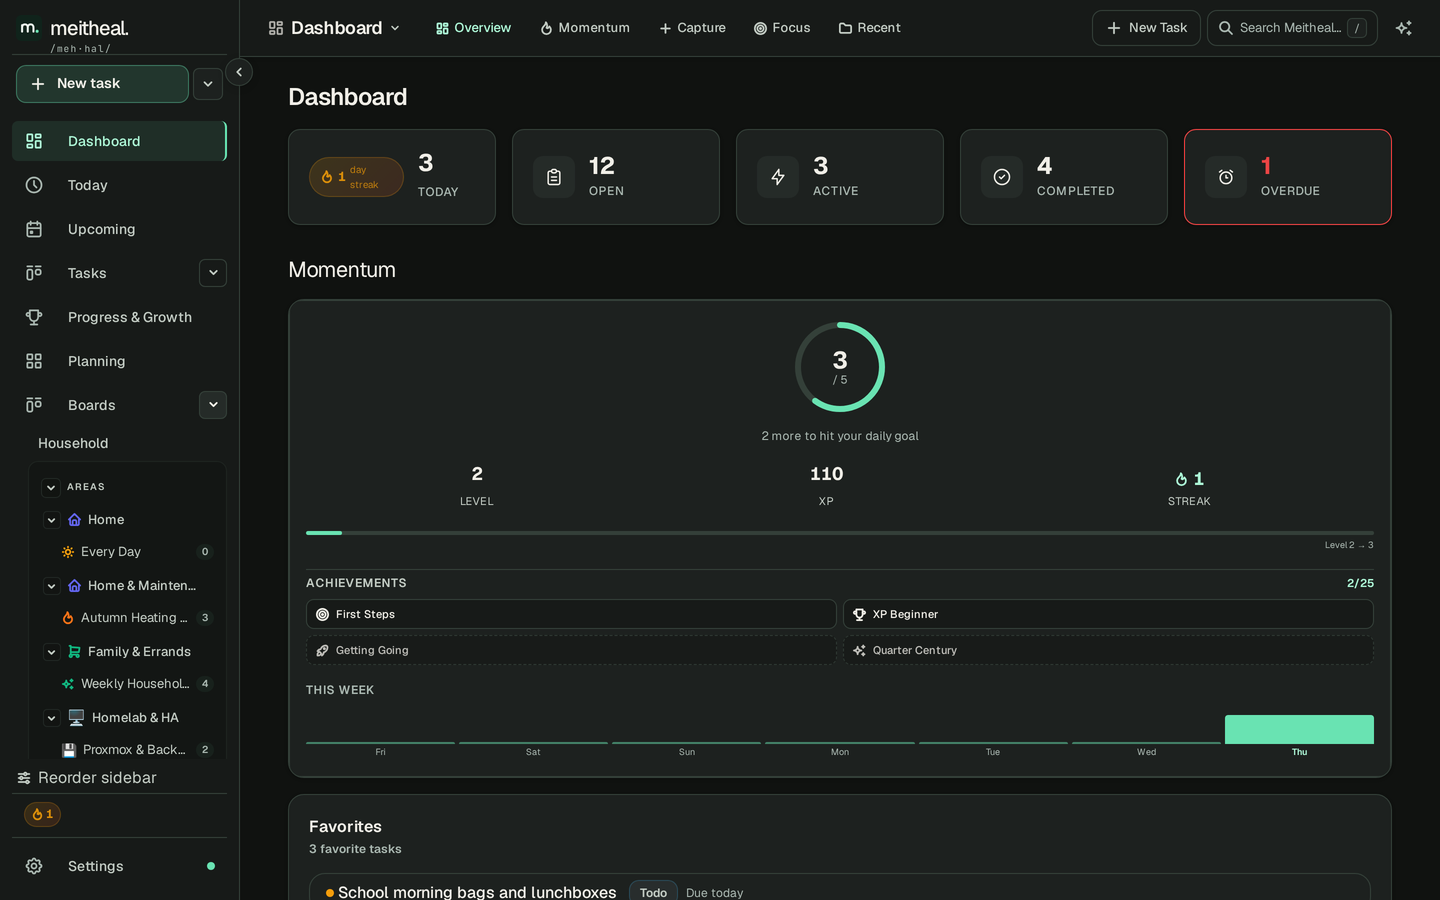 m. meitheal.
/meh·hal/
New task
Dashboard
Today
Upcoming
Tasks
Progress & Growth
Planning
Boards
Household
AREAS
Home
Every Day 0
Home & Mainten...
Autumn Heating ... 3
Family & Errands
Weekly Househol... 4
Homelab & HA
Proxmox & Back... 2
Reorder sidebar
1
Settings
Dashboard
Overview
Momentum
Capture
Focus
Recent
New Task
Search Meitheal... /
Dashboard
1 day streak
3
TODAY
12
OPEN
3
ACTIVE
4
COMPLETED
1
OVERDUE
Momentum
3
/ 5
2 more to hit your daily goal
2
LEVEL
110
XP
1
STREAK
Level 2 → 3
ACHIEVEMENTS 2/25
First Steps
XP Beginner
Getting Going
Quarter Century
THIS WEEK
Fri Sat Sun Mon Tue Wed Thu
Favorites
3 favorite tasks
School morning bags and lunchboxes Todo Due today